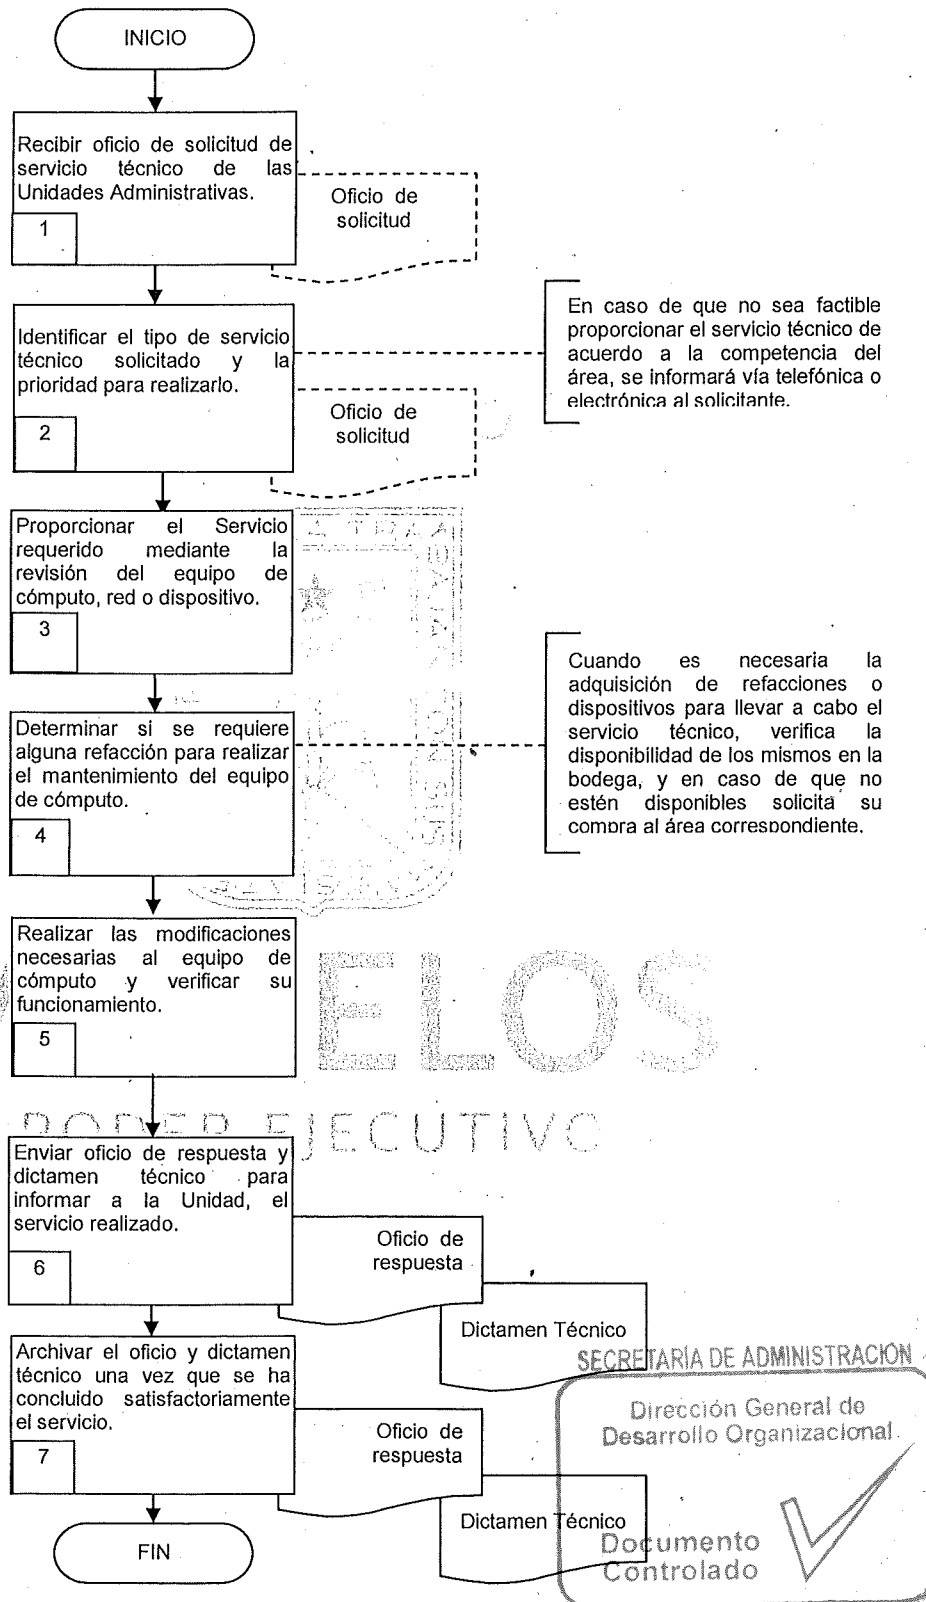 INICIO
Recibir oficio de solicitud de
servicio técnico de las
Unidades Administrativas.
1
Oficio de
solicitud
Identificar el tipo de servicio
técnico solicitado y la
prioridad para realizarlo.
2
Oficio de
solicitud
En caso de que no sea factible
proporcionar el servicio técnico de
acuerdo a la competencia del
área, se informará vía telefónica o
electrónica al solicitante.
Proporcionar el Servicio
requerido mediante la
revisión del equipo de
cómputo, red o dispositivo.
3
Determinar si se requiere
alguna refacción para realizar
el mantenimiento del equipo
de cómputo.
4
Cuando es necesaria la
adquisición de refacciones o
dispositivos para llevar a cabo el
servicio técnico, verifica la
disponibilidad de los mismos en la
bodega, y en caso de que no
estén disponibles solicita su
compra al área correspondiente.
Realizar las modificaciones
necesarias al equipo de
cómputo y verificar su
funcionamiento.
5
ELOS
PODER EJECUTIVO
Enviar oficio de respuesta y
dictamen técnico para
informar a la Unidad, el
servicio realizado.
6
Oficio de
respuesta
Dictamen Técnico
Archivar el oficio y dictamen
técnico una vez que se ha
concluido satisfactoriamente
el servicio.
7
Oficio de
respuesta
Dictamen Técnico
FIN
SECRETARÍA DE ADMINISTRACIÓN
Dirección General de
Desarrollo Organizacional
Documento
Controlado